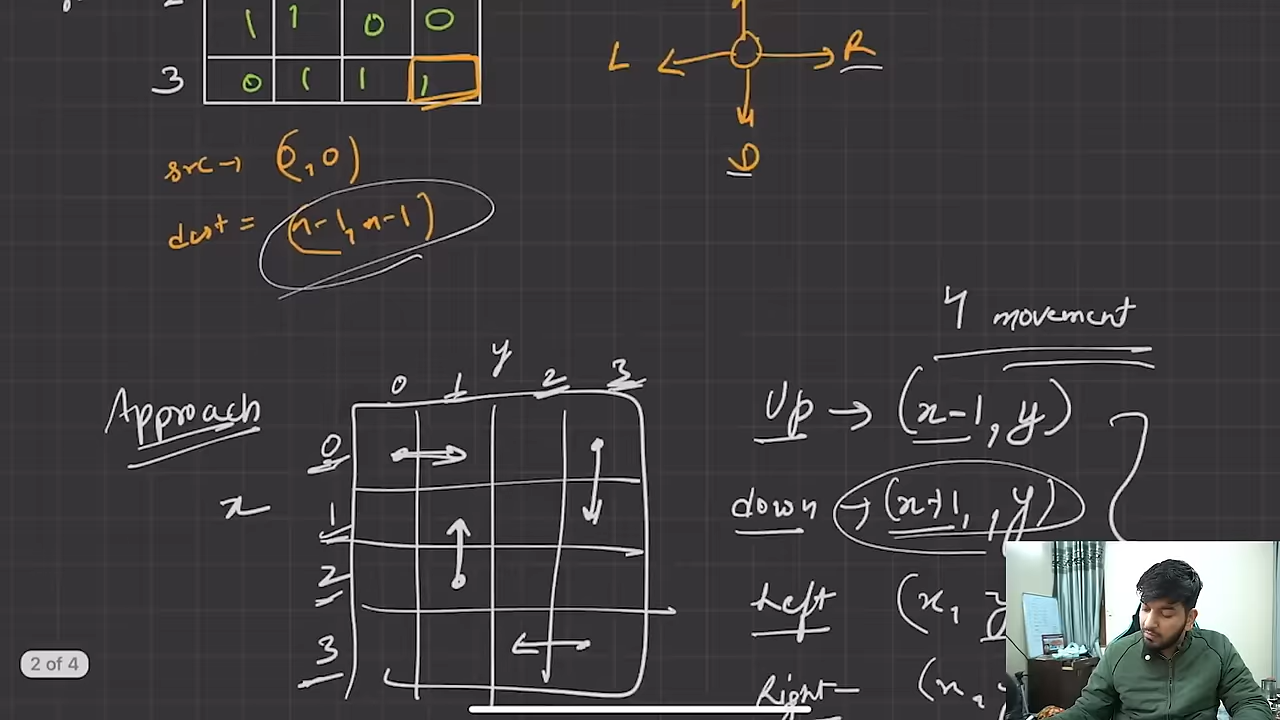 1 1 0 0
3 0 1 1 1
L R
D
src → (0, 0)
dest = (n-1, n-1)
4 movement
Approach
y
0 1 2 3
0
x
1
2
3
Up → (x-1, y)
down → (x+1, y)
Left (x, y
Right (x, y
2 of 4